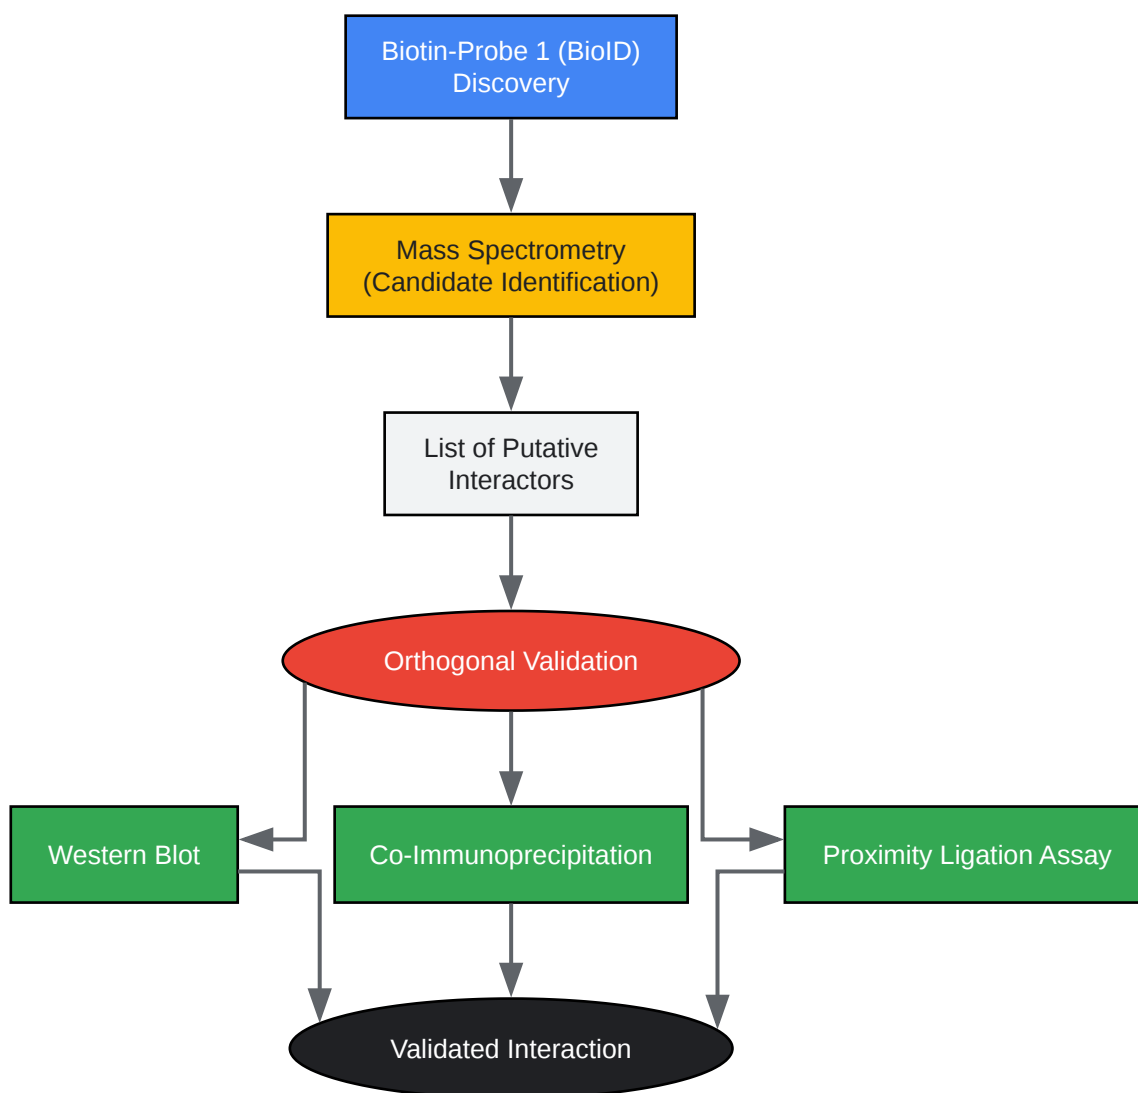 Biotin-Probe 1 (BioID)
Discovery
Mass Spectrometry
(Candidate Identification)
List of Putative
Interactors
Orthogonal Validation
Western Blot
Co-Immunoprecipitation
Proximity Ligation Assay
Validated Interaction